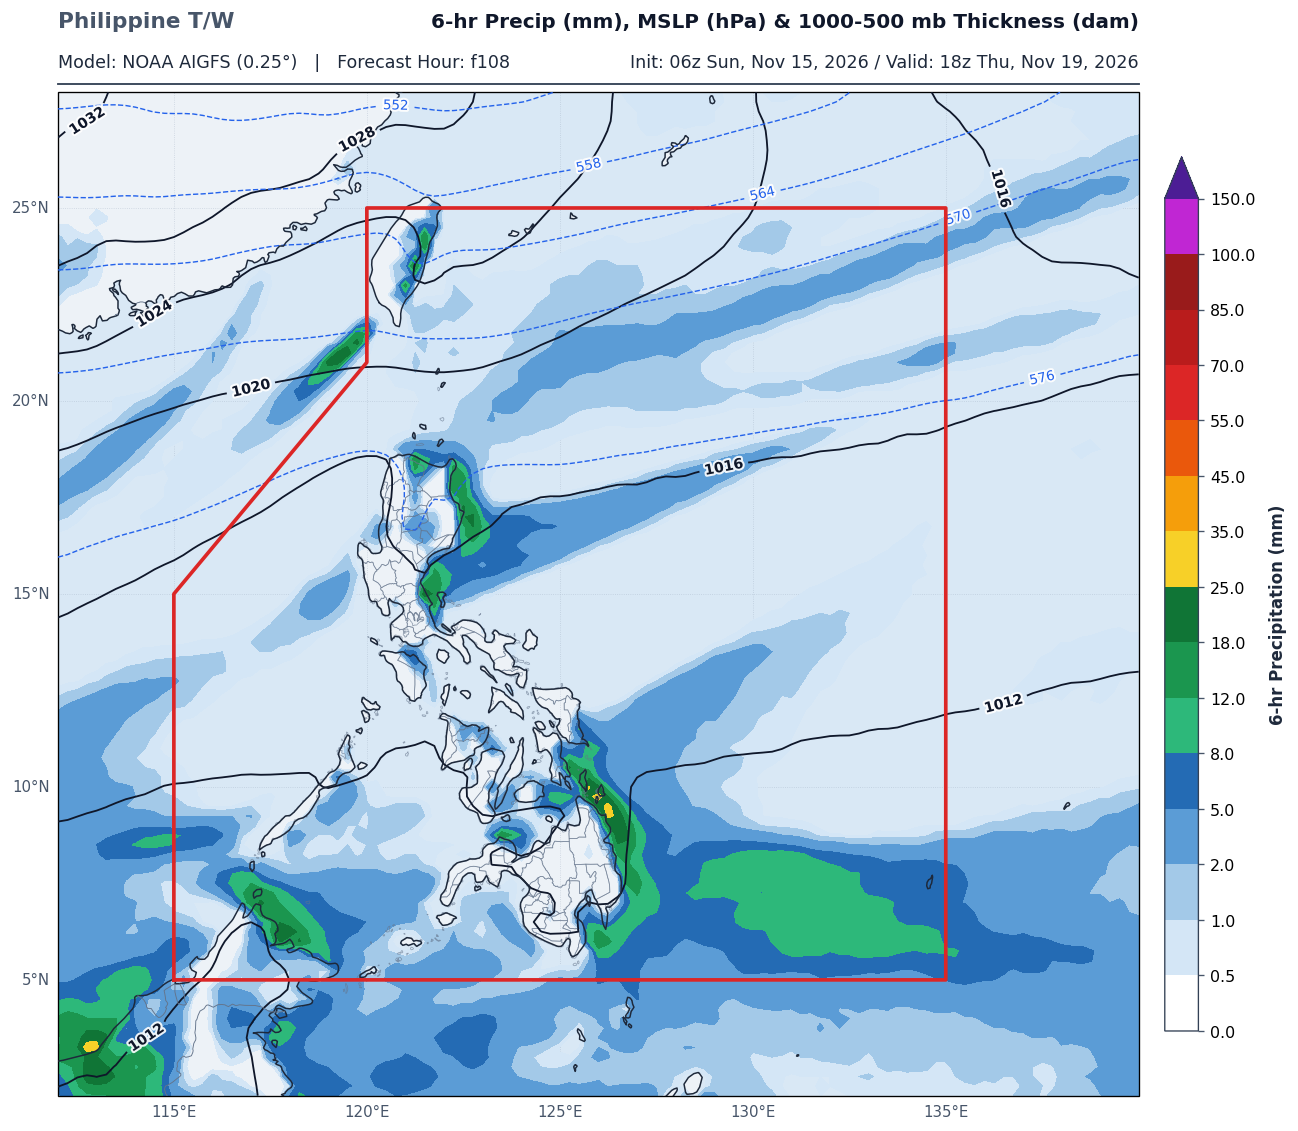 Philippine T/W
6-hr Precip (mm), MSLP (hPa) & 1000-500 mb Thickness (dam)
Model: NOAA AIGFS (0.25°) | Forecast Hour: f108
Init: 06z Sun, Nov 15, 2026 / Valid: 18z Thu, Nov 19, 2026
552
1032
1028
558
564
1016
570
1024
1020
576
1016
1012
1012
25°N
20°N
15°N
10°N
5°N
115°E
120°E
125°E
130°E
135°E
150.0
100.0
85.0
70.0
55.0
45.0
35.0
25.0
18.0
12.0
8.0
5.0
2.0
1.0
0.5
0.0
6-hr Precipitation (mm)